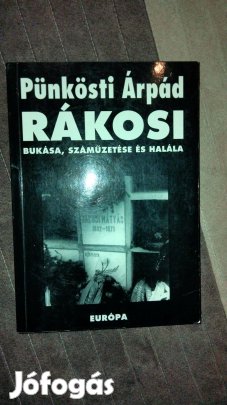 Pünkösti Árpád
RÁKOSI
BUKÁSA, SZÁMŰZETÉSE ÉS HALÁLA
EURÓPA
Jófogás